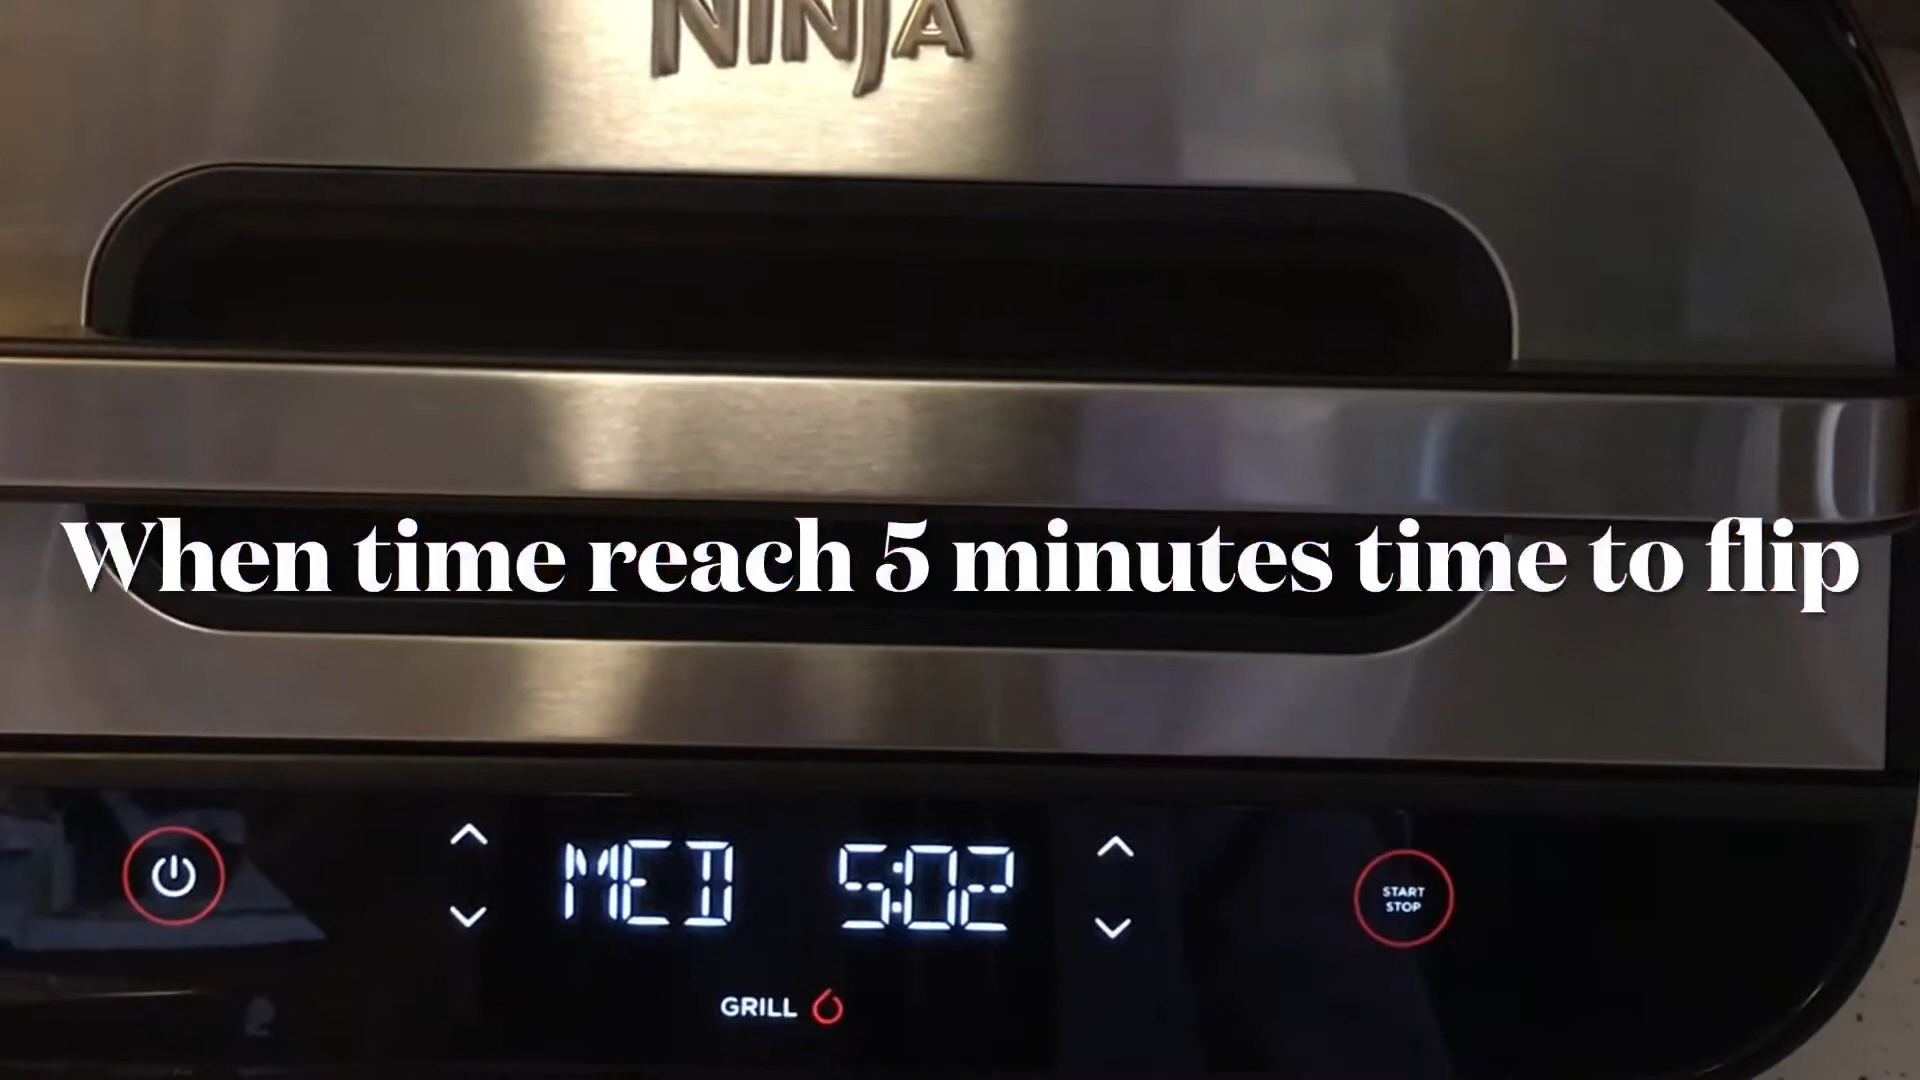 NINJA
When time reach 5 minutes time to flip
MED 5:02
START
STOP
GRILL